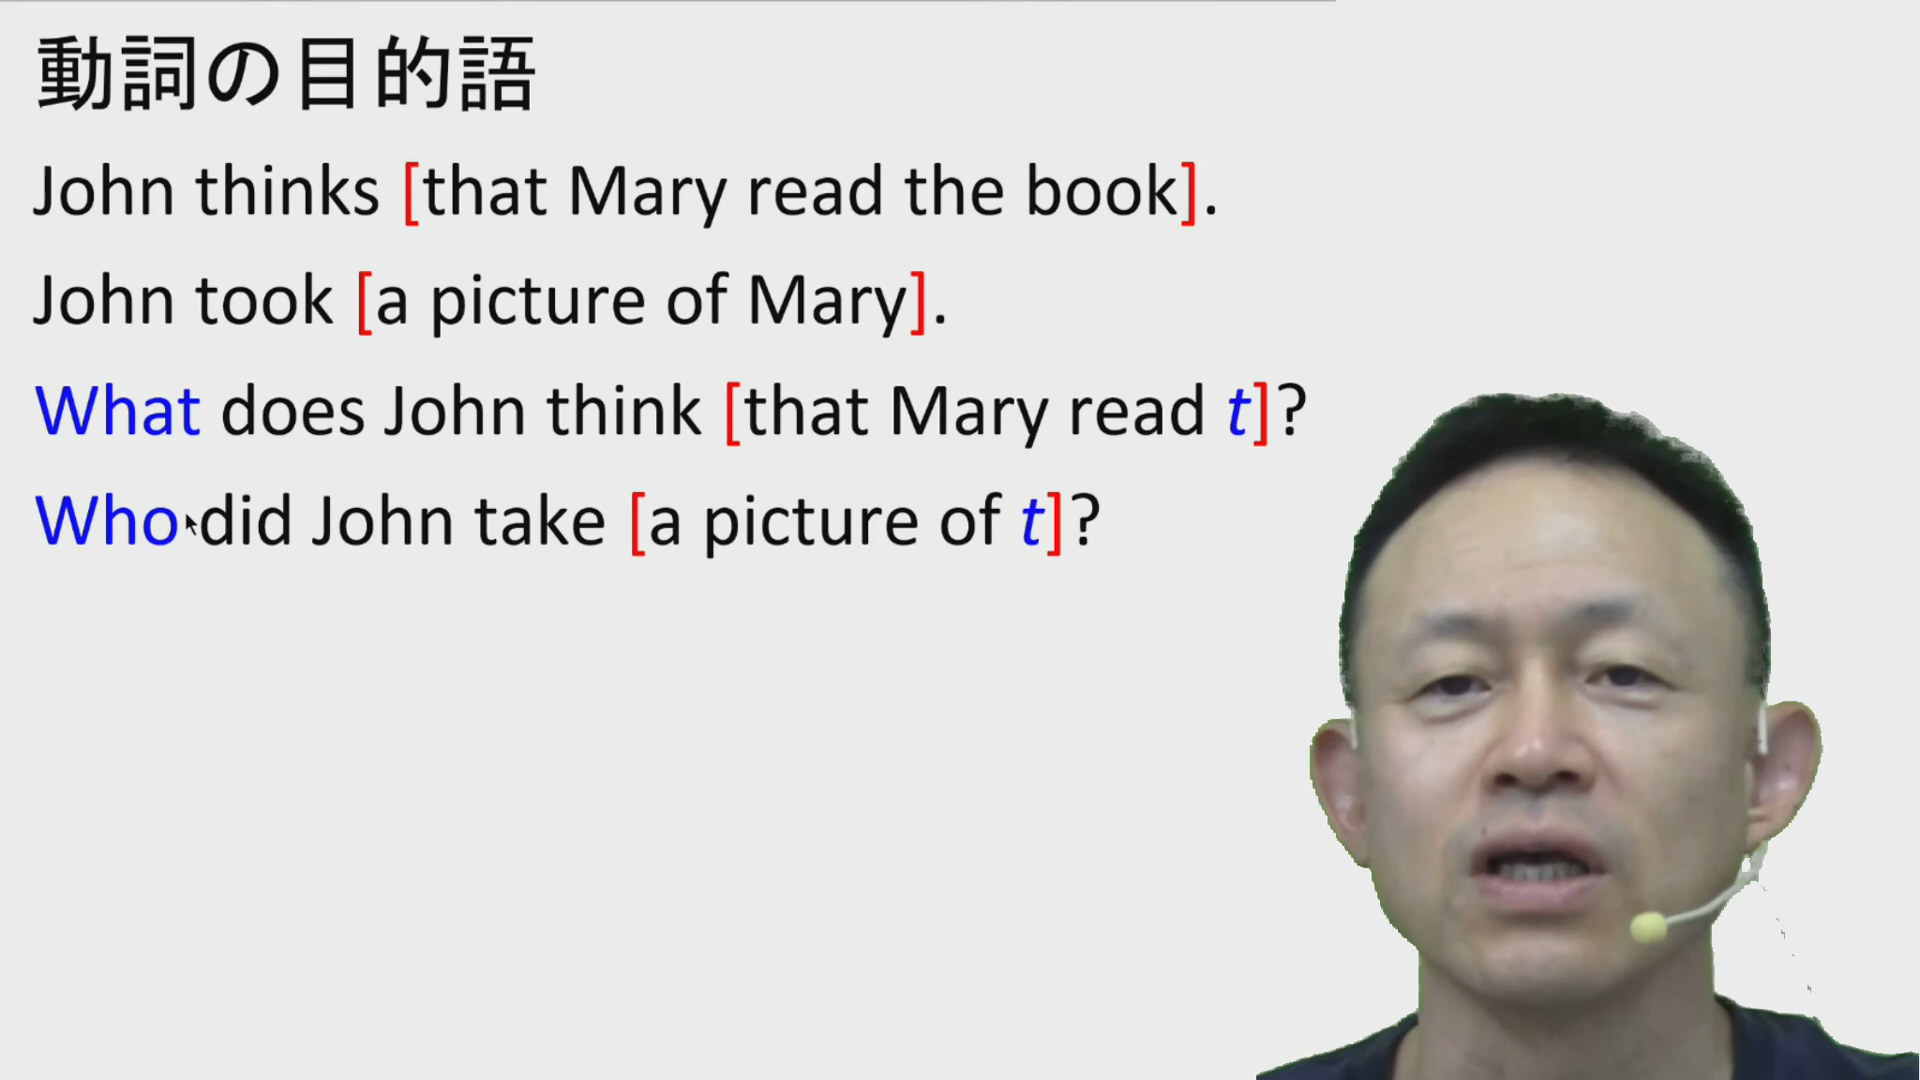 動詞の目的語
John thinks [that Mary read the book].
John took [a picture of Mary].
What does John think [that Mary read t]?
Who did John take [a picture of t]?